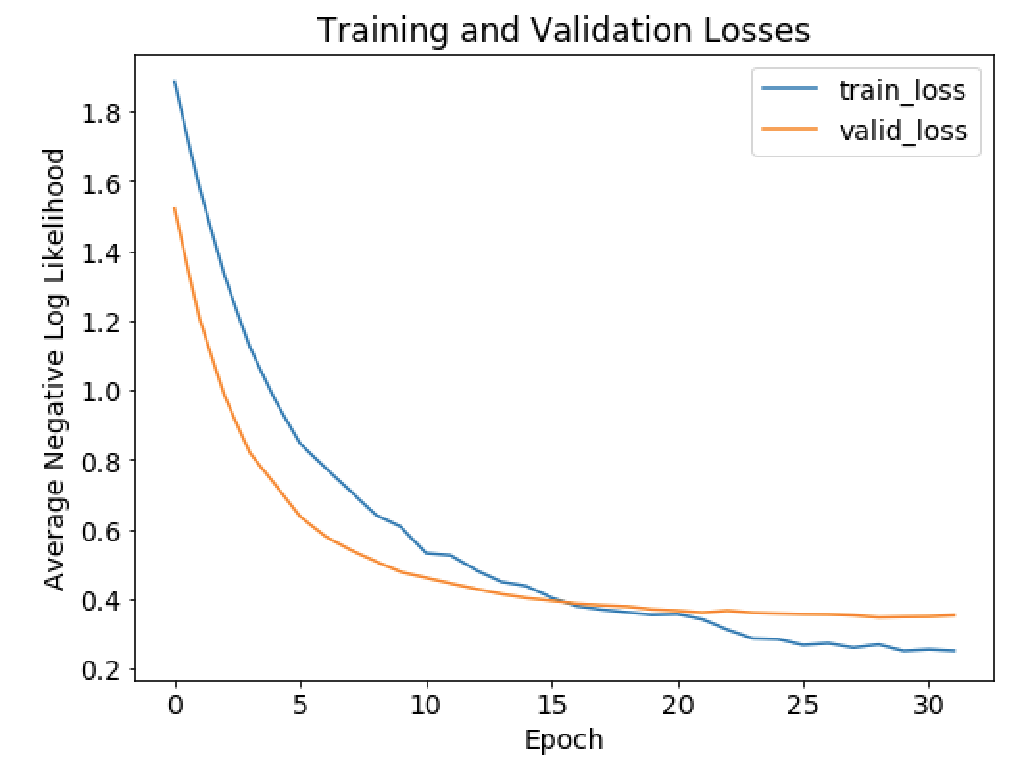 Training and Validation Losses
train_loss
valid_loss
Average Negative Log Likelihood
1.8
1.6
1.4
1.2
1.0
0.8
0.6
0.4
0.2
0 5 10 15 20 25 30
Epoch